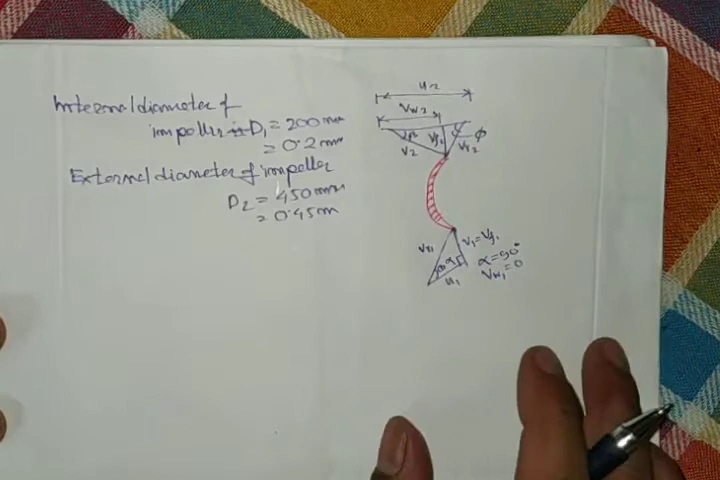 Internal diameter of
impeller is D₁ = 200 mm
= 0.2 mm
External diameter of impeller
D₂ = 450 mm
= 0.45 m
u₂
Vw₂
β
Vf₂
ϕ
V₂
Vr₂
Vr₁
V₁ = Vf₁
α = 90°
Vw₁ = 0
θ
α
u₁